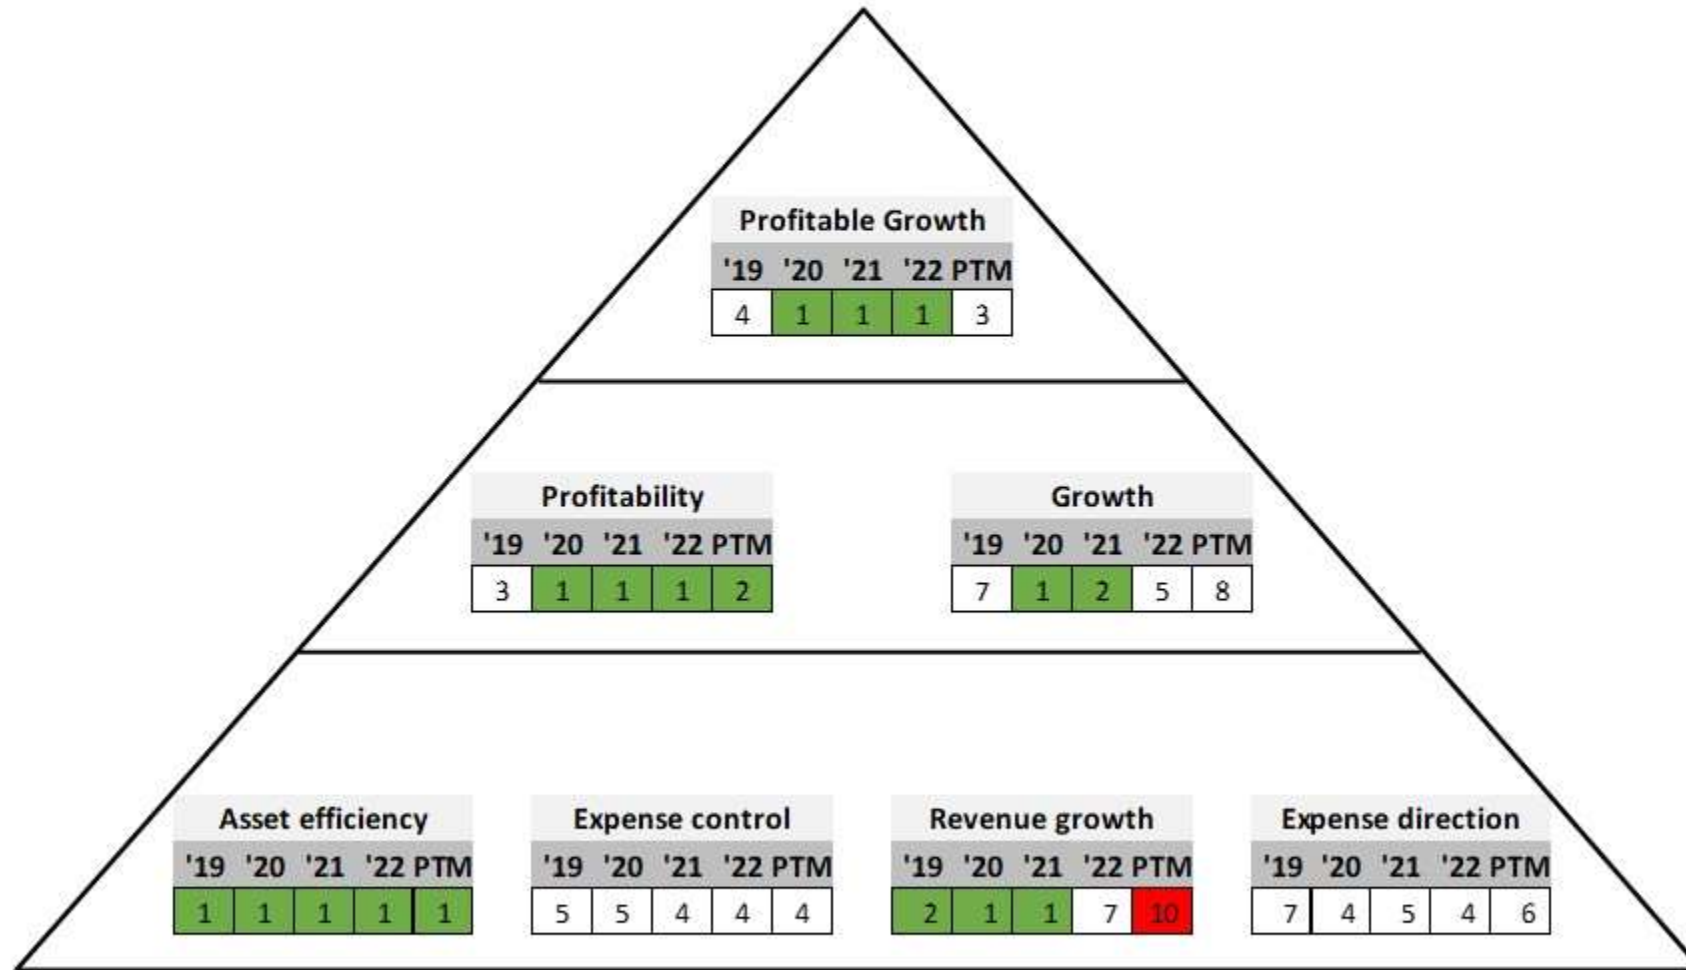 Profitable Growth
'19 '20 '21 '22 PTM
4 1 1 1 3
Profitability
'19 '20 '21 '22 PTM
3 1 1 1 2
Growth
'19 '20 '21 '22 PTM
7 1 2 5 8
Asset efficiency
'19 '20 '21 '22 PTM
1 1 1 1 1
Expense control
'19 '20 '21 '22 PTM
5 5 4 4 4
Revenue growth
'19 '20 '21 '22 PTM
2 1 1 7 10
Expense direction
'19 '20 '21 '22 PTM
7 4 5 4 6